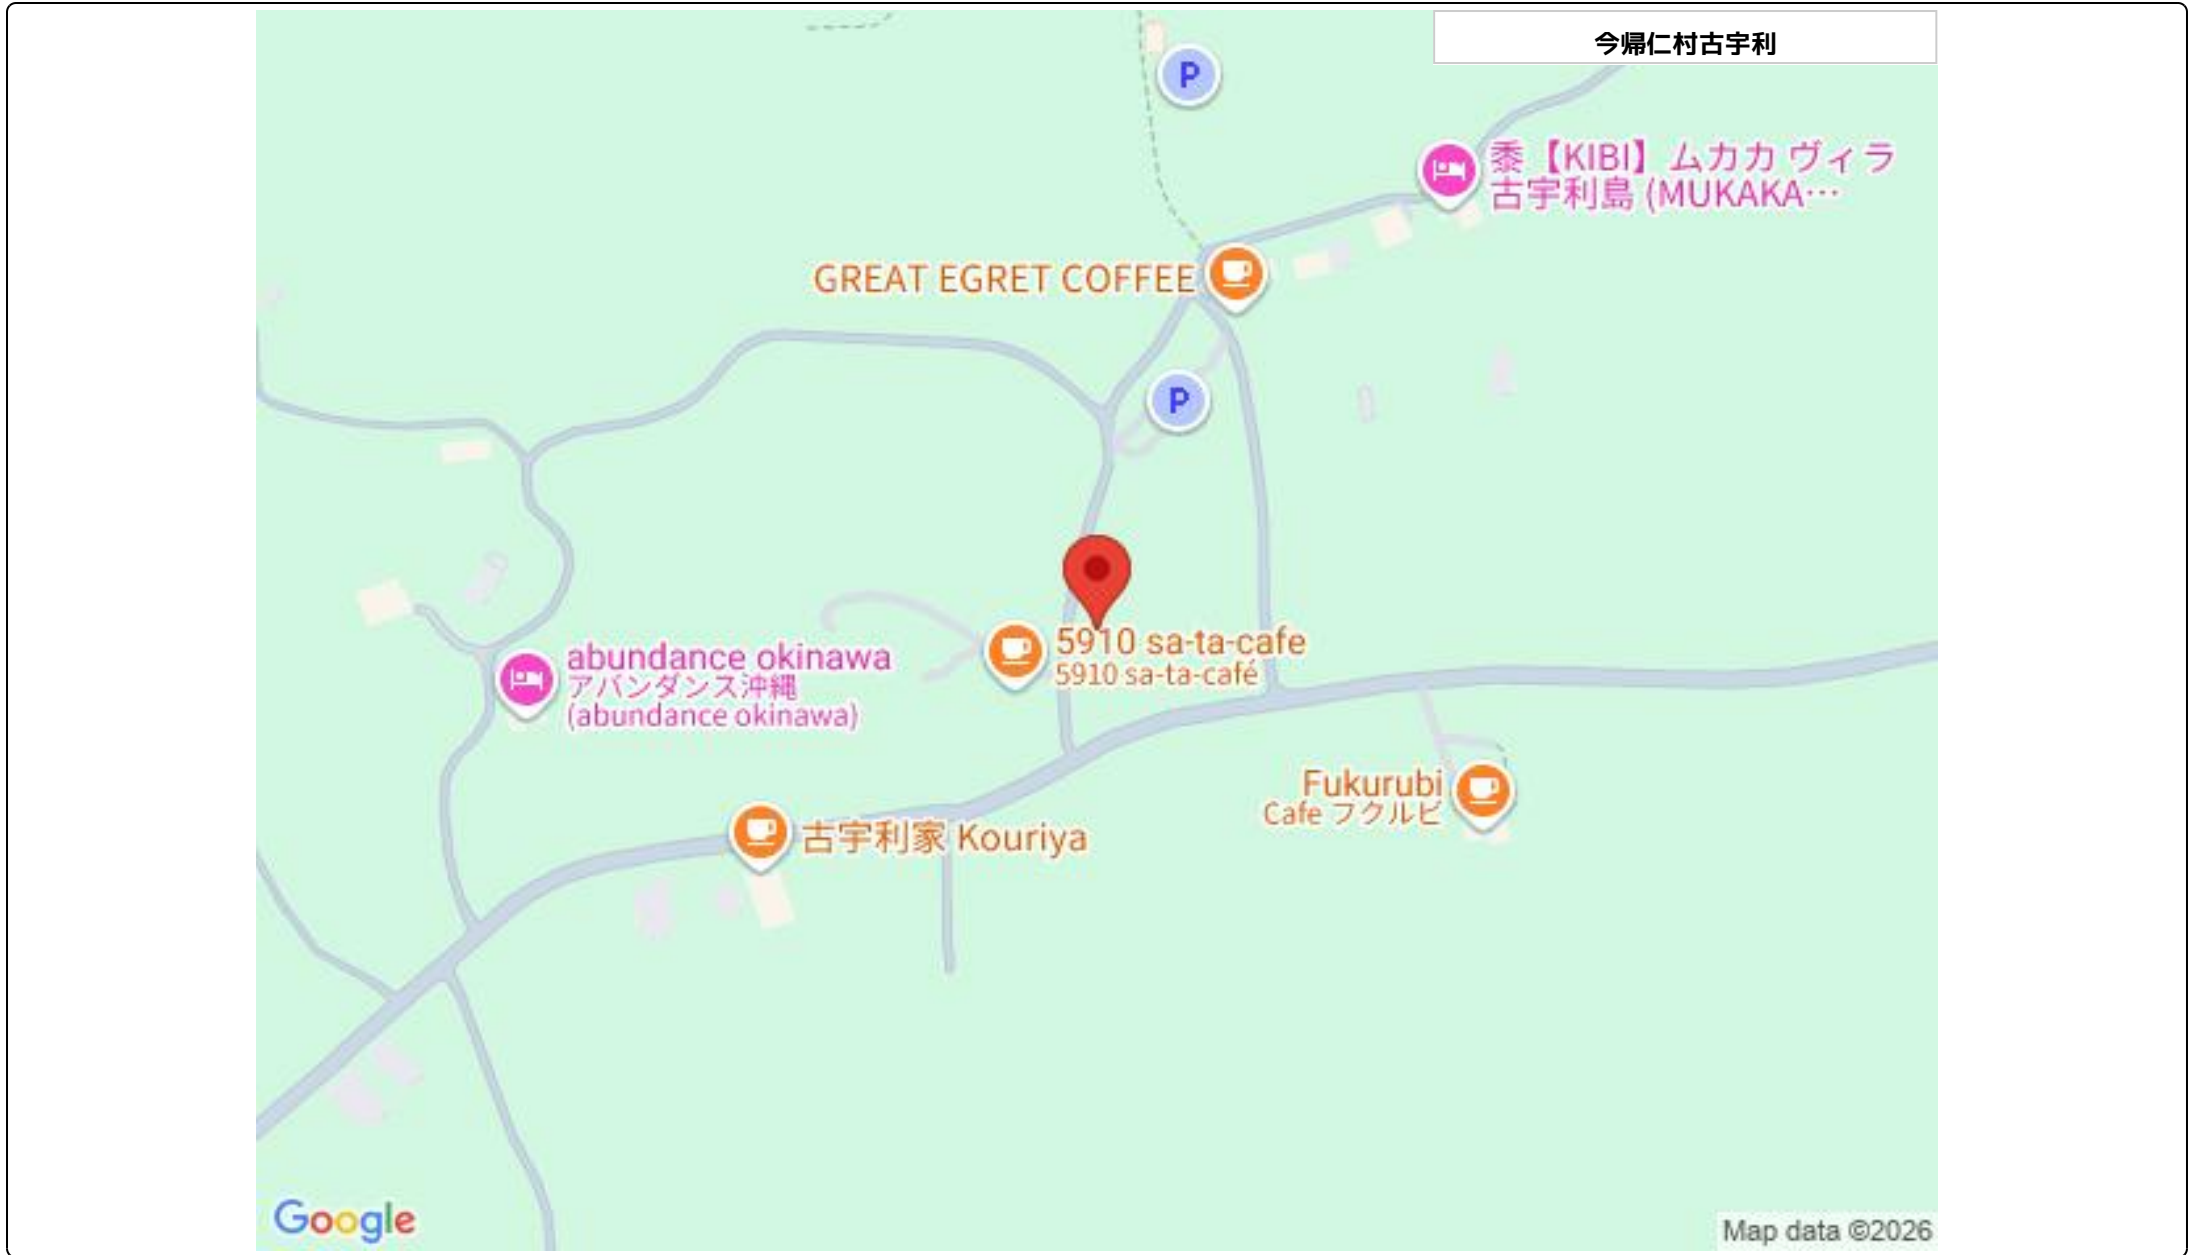 今帰仁村古宇利
P
黍【KIBI】ムカカ ヴィラ
古宇利島 (MUKAKA…
GREAT EGRET COFFEE
P
5910 sa-ta-cafe
5910 sa-ta-café
abundance okinawa
アバンダンス沖縄
(abundance okinawa)
Fukurubi
Cafe フクルビ
古宇利家 Kouriya
Google
Map data ©2026